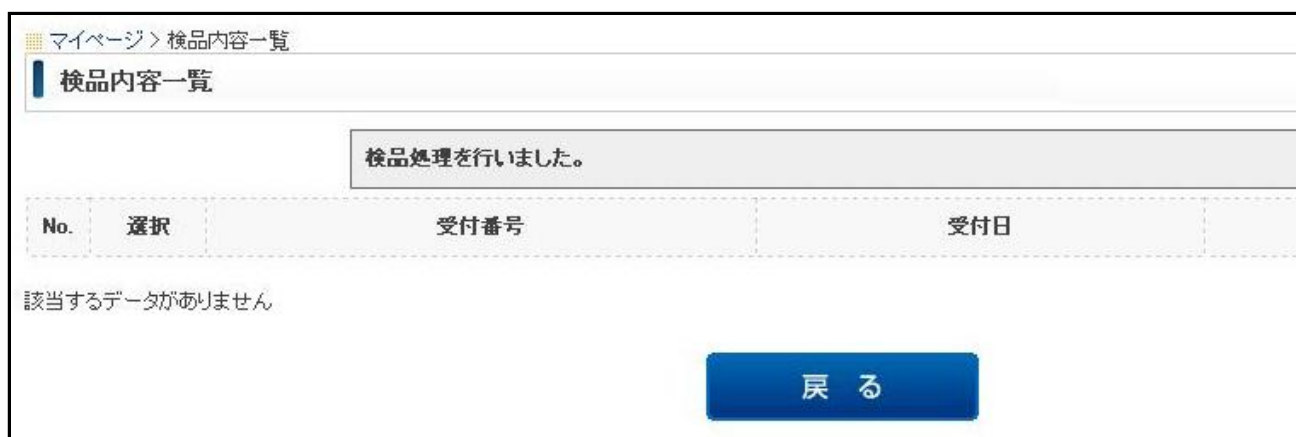 マイページ > 検品内容一覧
検品内容一覧
検品処理を行いました。
No. 選択 受付番号 受付日
該当するデータがありません
戻 る